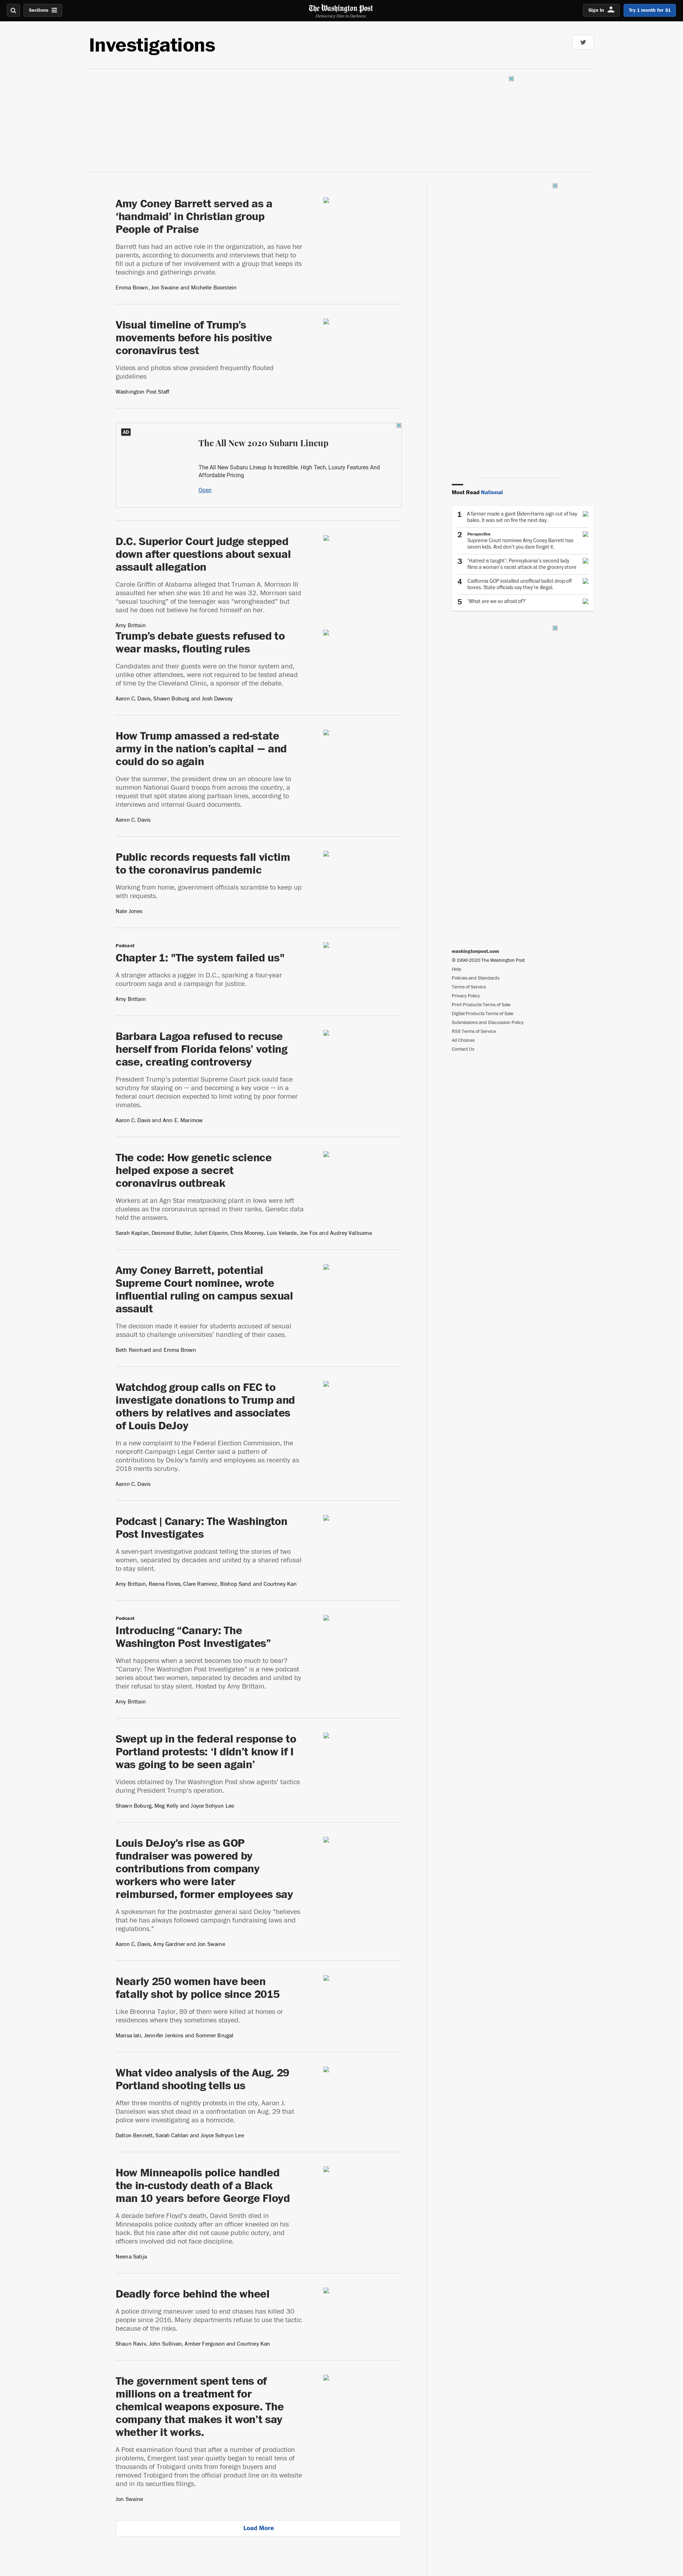 Sections
The Washington Post
Democracy Dies in Darkness
Sign In
Try 1 month for $1
Investigations
Amy Coney Barrett served as a
‘handmaid’ in Christian group
People of Praise
Barrett has had an active role in the organization, as have her
parents, according to documents and interviews that help to
fill out a picture of her involvement with a group that keeps its
teachings and gatherings private.
Emma Brown, Jon Swaine and Michelle Boorstein
Visual timeline of Trump’s
movements before his positive
coronavirus test
Videos and photos show president frequently flouted
guidelines
Washington Post Staff
AD
The All New 2020 Subaru Lineup
The All New Subaru Lineup Is Incredible. High Tech, Luxury Features And
Affordable Pricing
Open
D.C. Superior Court judge stepped
down after questions about sexual
assault allegation
Carole Griffin of Alabama alleged that Truman A. Morrison III
assaulted her when she was 16 and he was 32. Morrison said
“sexual touching” of the teenager was “wrongheaded” but
said he does not believe he forced himself on her.
Amy Brittain
Trump’s debate guests refused to
wear masks, flouting rules
Candidates and their guests were on the honor system and,
unlike other attendees, were not required to be tested ahead
of time by the Cleveland Clinic, a sponsor of the debate.
Aaron C. Davis, Shawn Boburg and Josh Dawsey
How Trump amassed a red-state
army in the nation’s capital — and
could do so again
Over the summer, the president drew on an obscure law to
summon National Guard troops from across the country, a
request that split states along partisan lines, according to
interviews and internal Guard documents.
Aaron C. Davis
Public records requests fall victim
to the coronavirus pandemic
Working from home, government officials scramble to keep up
with requests.
Nate Jones
Podcast
Chapter 1: "The system failed us"
A stranger attacks a jogger in D.C., sparking a four-year
courtroom saga and a campaign for justice.
Amy Brittain
Barbara Lagoa refused to recuse
herself from Florida felons’ voting
case, creating controversy
President Trump’s potential Supreme Court pick could face
scrutiny for staying on — and becoming a key voice — in a
federal court decision expected to limit voting by poor former
inmates.
Aaron C. Davis and Ann E. Marimow
The code: How genetic science
helped expose a secret
coronavirus outbreak
Workers at an Agri Star meatpacking plant in Iowa were left
clueless as the coronavirus spread in their ranks. Genetic data
held the answers.
Sarah Kaplan, Desmond Butler, Juliet Eilperin, Chris Mooney, Luis Velarde, Joe Fox and Audrey Valbuena
Amy Coney Barrett, potential
Supreme Court nominee, wrote
influential ruling on campus sexual
assault
The decision made it easier for students accused of sexual
assault to challenge universities’ handling of their cases.
Beth Reinhard and Emma Brown
Watchdog group calls on FEC to
investigate donations to Trump and
others by relatives and associates
of Louis DeJoy
In a new complaint to the Federal Election Commission, the
nonprofit Campaign Legal Center said a pattern of
contributions by DeJoy’s family and employees as recently as
2018 merits scrutiny.
Aaron C. Davis
Podcast | Canary: The Washington
Post Investigates
A seven-part investigative podcast telling the stories of two
women, separated by decades and united by a shared refusal
to stay silent.
Amy Brittain, Reena Flores, Clare Ramirez, Bishop Sand and Courtney Kan
Podcast
Introducing “Canary: The
Washington Post Investigates”
What happens when a secret becomes too much to bear?
“Canary: The Washington Post Investigates” is a new podcast
series about two women, separated by decades and united by
their refusal to stay silent. Hosted by Amy Brittain.
Amy Brittain
Swept up in the federal response to
Portland protests: ‘I didn’t know if I
was going to be seen again’
Videos obtained by The Washington Post show agents’ tactics
during President Trump’s operation.
Shawn Boburg, Meg Kelly and Joyce Sohyun Lee
Louis DeJoy’s rise as GOP
fundraiser was powered by
contributions from company
workers who were later
reimbursed, former employees say
A spokesman for the postmaster general said DeJoy “believes
that he has always followed campaign fundraising laws and
regulations.”
Aaron C. Davis, Amy Gardner and Jon Swaine
Nearly 250 women have been
fatally shot by police since 2015
Like Breonna Taylor, 89 of them were killed at homes or
residences where they sometimes stayed.
Marisa Iati, Jennifer Jenkins and Sommer Brugal
What video analysis of the Aug. 29
Portland shooting tells us
After three months of nightly protests in the city, Aaron J.
Danielson was shot dead in a confrontation on Aug. 29 that
police were investigating as a homicide.
Dalton Bennett, Sarah Cahlan and Joyce Sohyun Lee
How Minneapolis police handled
the in-custody death of a Black
man 10 years before George Floyd
A decade before Floyd’s death, David Smith died in
Minneapolis police custody after an officer kneeled on his
back. But his case after did not cause public outcry, and
officers involved did not face discipline.
Neena Satija
Deadly force behind the wheel
A police driving maneuver used to end chases has killed 30
people since 2016. Many departments refuse to use the tactic
because of the risks.
Shaun Raviv, John Sullivan, Amber Ferguson and Courtney Kan
The government spent tens of
millions on a treatment for
chemical weapons exposure. The
company that makes it won’t say
whether it works.
A Post examination found that after a number of production
problems, Emergent last year quietly began to recall tens of
thousands of Trobigard units from foreign buyers and
removed Trobigard from the official product line on its website
and in its securities filings.
Jon Swaine
Load More
Most Read National
1 A farmer made a giant Biden-Harris sign out of hay
bales. It was set on fire the next day.
2 Perspective
Supreme Court nominee Amy Coney Barrett has
seven kids. And don’t you dare forget it.
3 ‘Hatred is taught’: Pennsylvania’s second lady
films a woman’s racist attack at the grocery store
4 California GOP installed unofficial ballot drop-off
boxes. State officials say they’re illegal.
5 ‘What are we so afraid of?’
washingtonpost.com
© 1996-2020 The Washington Post
Help
Policies and Standards
Terms of Service
Privacy Policy
Print Products Terms of Sale
Digital Products Terms of Sale
Submissions and Discussion Policy
RSS Terms of Service
Ad Choices
Contact Us